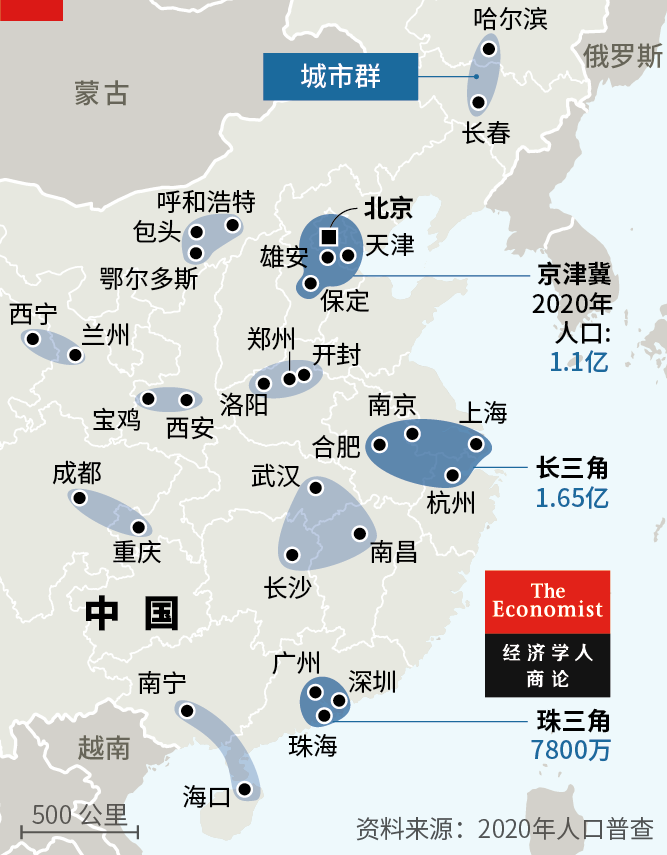 哈尔滨
俄罗斯
城市群
蒙古
长春
呼和浩特
包头
鄂尔多斯
北京
雄安
天津
保定
京津冀
2020年
人口:
1.1亿
西宁
兰州
郑州
开封
洛阳
宝鸡
西安
南京
上海
合肥
杭州
长三角
1.65亿
成都
重庆
武汉
南昌
长沙
中国
The
Economist
经济学人
商论
广州
深圳
珠海
珠三角
7800万
南宁
越南
海口
500 公里
资料来源：2020年人口普查